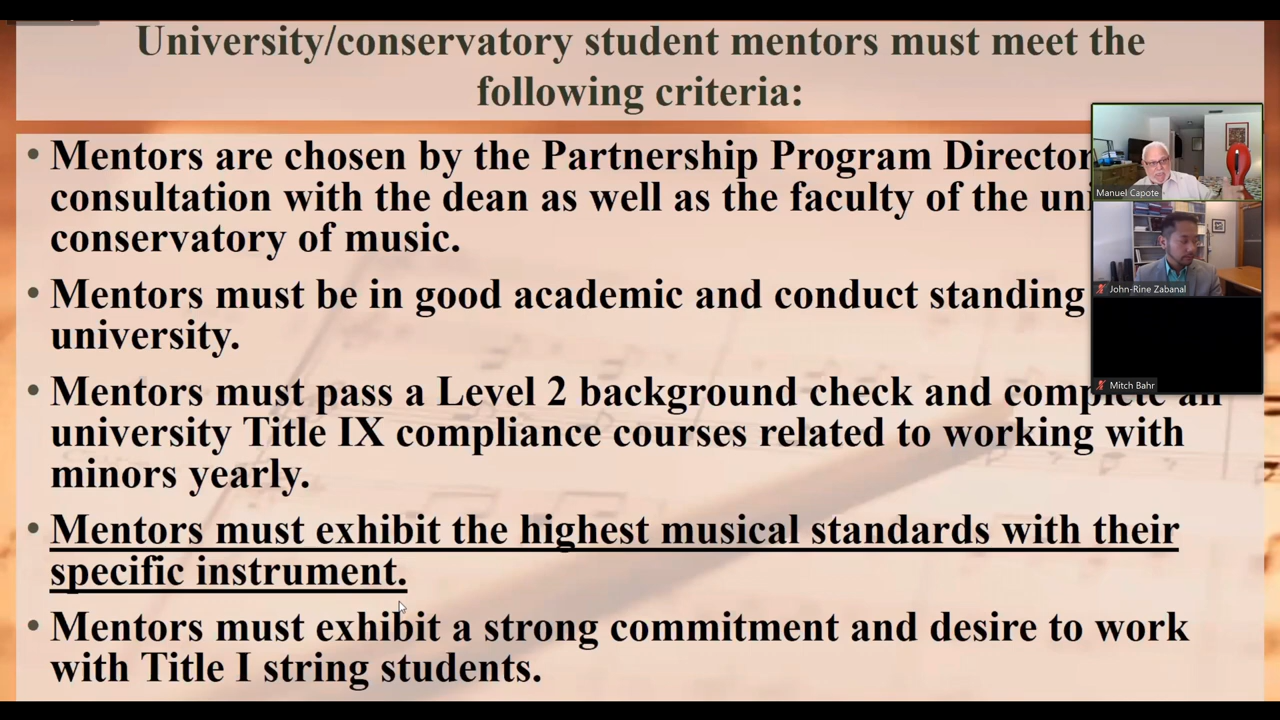 University/conservatory student mentors must meet the
following criteria:
• Mentors are chosen by the Partnership Program Director
consultation with the dean as well as the faculty of the
conservatory of music.
• Mentors must be in good academic and conduct standing
university.
• Mentors must pass a Level 2 background check and complete
university Title IX compliance courses related to working with
minors yearly.
• Mentors must exhibit the highest musical standards with their
specific instrument.
• Mentors must exhibit a strong commitment and desire to work
with Title I string students.
Manuel Capote
John-Rine Zabanal
Mitch Bahr